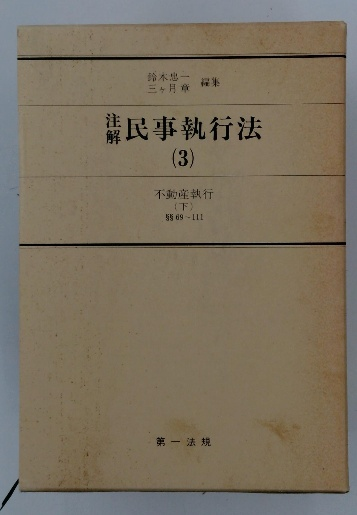 鈴木忠一
三ヶ月章
編集
注解 民事執行法
(3)
不動産執行
(下)
§§69~111
第一法規